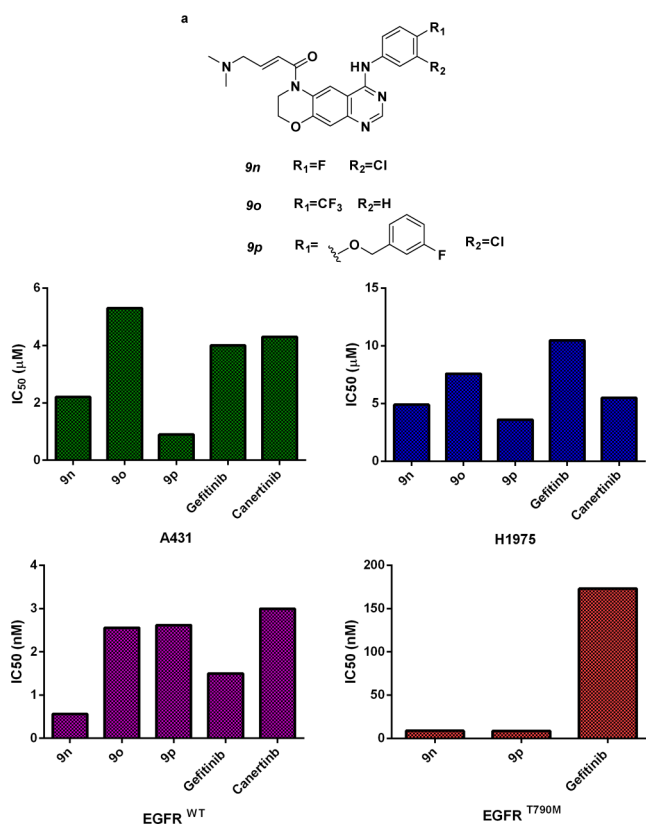 a
O
N
HN
R1
R2
N
N
O
N
9n R1=F R2=Cl
9o R1=CF3 R2=H
9p R1= O F R2=Cl
IC50 (μM)
6
4
2
0
9n
9o
9p
Gefitinib
Canertinib
A431
IC50 (μM)
15
10
5
0
9n
9o
9p
Gefitinib
Canertinib
H1975
IC50 (nM)
4
3
2
1
0
9n
9o
9p
Gefitinib
Canertinb
EGFR WT
IC50 (nM)
200
150
100
50
0
9n
9p
Gefitinib
EGFR T790M